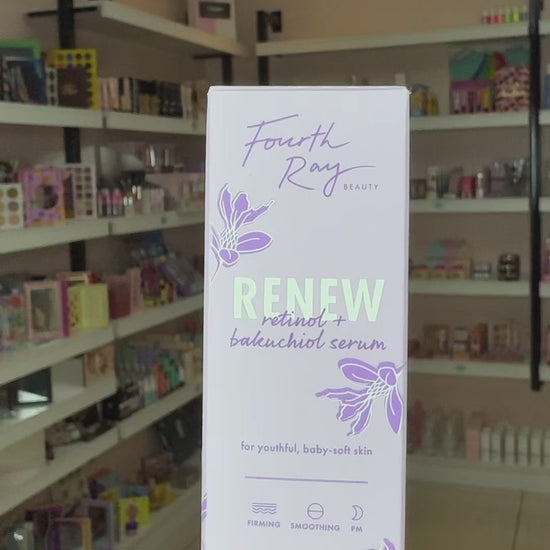 Fourth
Ray
BEAUTY
RENEW
retinol +
bakuchiol serum
for youthful, baby-soft skin
FIRMING SMOOTHING PM